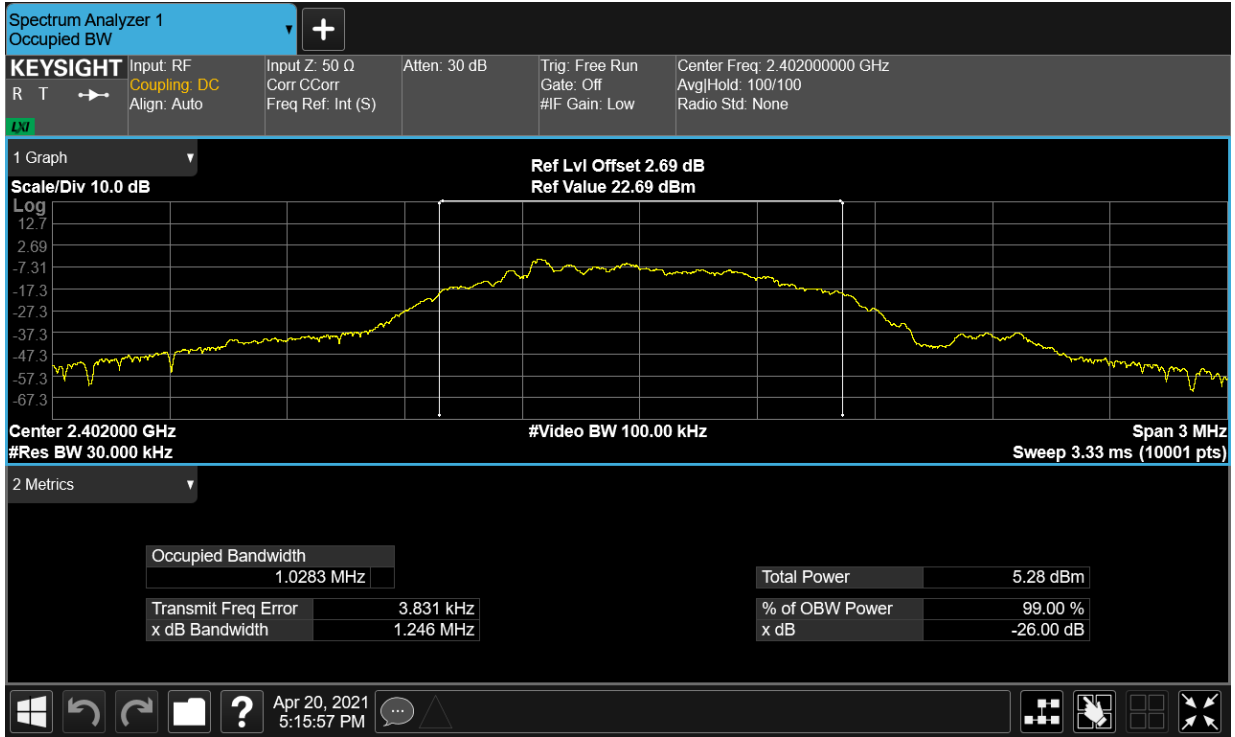 Spectrum Analyzer 1
Occupied BW
KEYSIGHT
R T
LXI
Input: RF
Coupling: DC
Align: Auto
Input Z: 50 Ω
Corr CCorr
Freq Ref: Int (S)
Atten: 30 dB
Trig: Free Run
Gate: Off
#IF Gain: Low
Center Freq: 2.402000000 GHz
Avg|Hold: 100/100
Radio Std: None
1 Graph
Scale/Div 10.0 dB
Ref Lvl Offset 2.69 dB
Ref Value 22.69 dBm
Log
12.7
2.69
-7.31
-17.3
-27.3
-37.3
-47.3
-57.3
-67.3
Center 2.402000 GHz
#Video BW 100.00 kHz
Span 3 MHz
#Res BW 30.000 kHz
Sweep 3.33 ms (10001 pts)
2 Metrics
Occupied Bandwidth
1.0283 MHz
Total Power 5.28 dBm
Transmit Freq Error 3.831 kHz
% of OBW Power 99.00 %
x dB Bandwidth 1.246 MHz
x dB -26.00 dB
?
Apr 20, 2021
5:15:57 PM